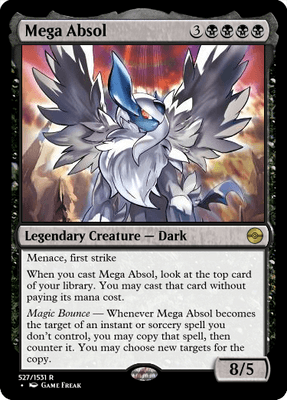 Mega Absol 3
Legendary Creature — Dark
Menace, first strike
When you cast Mega Absol, look at the top card
of your library. You may cast that card without
paying its mana cost.
Magic Bounce — Whenever Mega Absol becomes
the target of an instant or sorcery spell you
don't control, you may copy that spell, then
counter it. You may choose new targets for the
copy.
8/5
527/1531 R
• GAME FREAK